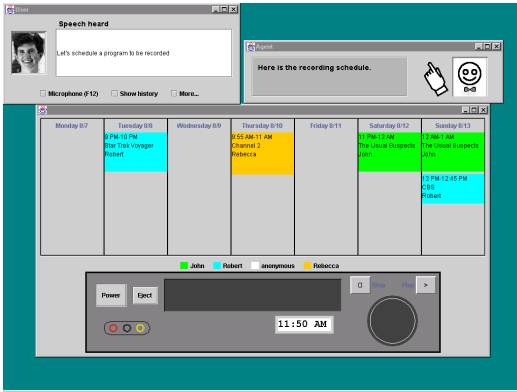 Diver
Speech heard
Let's schedule a program to be recorded
Microphone (F12) Show history More...
Agent
Here is the recording schedule.
Monday 8/7 Tuesday 8/8 Wednesday 8/9 Thursday 8/10 Friday 8/11 Saturday 8/12 Sunday 8/13
9 PM-10 PM
Star Trek Voyager
Robert
9:55 AM-11 AM
Channel 2
Rebecca
11 PM-12 AM
The Usual Suspects
John
12 AM-1 AM
The Usual Suspects
John
12 PM-12:45 PM
CBS
Robert
John Robert anonymous Rebecca
Power Eject
Stop Play >
11:50 AM